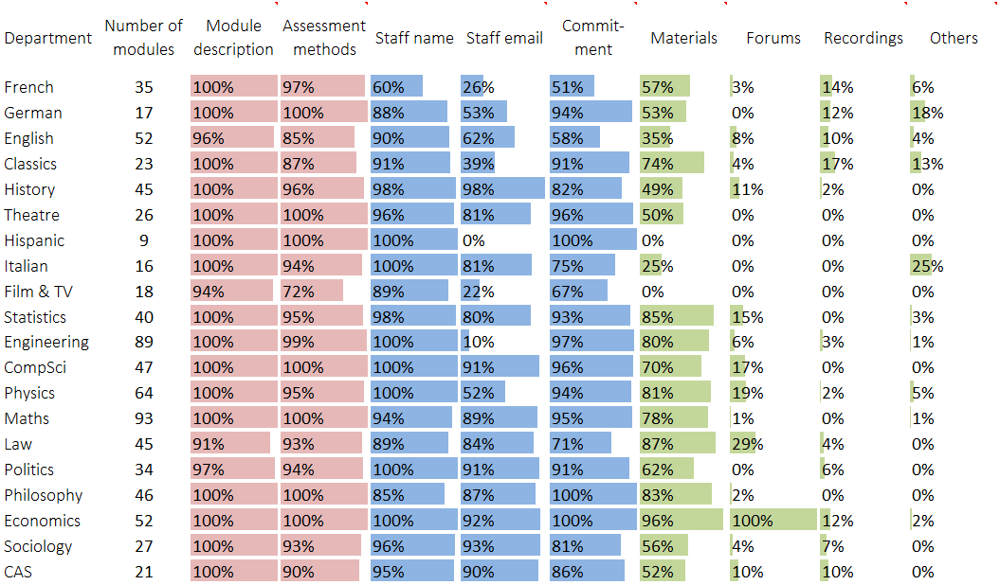 Department Number of modules Module description Assessment methods Staff name Staff email Commit-ment Materials Forums Recordings Others
French 35 100% 97% 60% 26% 51% 57% 3% 14% 6%
German 17 100% 100% 88% 53% 94% 53% 0% 12% 18%
English 52 96% 85% 90% 62% 58% 35% 8% 10% 4%
Classics 23 100% 87% 91% 39% 91% 74% 4% 17% 13%
History 45 100% 96% 98% 98% 82% 49% 11% 2% 0%
Theatre 26 100% 100% 96% 81% 96% 50% 0% 0% 0%
Hispanic 9 100% 100% 100% 0% 100% 0% 0% 0% 0%
Italian 16 100% 94% 100% 81% 75% 25% 0% 0% 25%
Film & TV 18 94% 72% 89% 22% 67% 0% 0% 0% 0%
Statistics 40 100% 95% 98% 80% 93% 85% 15% 0% 3%
Engineering 89 100% 99% 100% 10% 97% 80% 6% 3% 1%
CompSci 47 100% 100% 100% 91% 96% 70% 17% 0% 0%
Physics 64 100% 95% 100% 52% 94% 81% 19% 2% 5%
Maths 93 100% 100% 94% 89% 95% 78% 1% 0% 1%
Law 45 91% 93% 89% 84% 71% 87% 29% 4% 0%
Politics 34 97% 94% 100% 91% 91% 62% 0% 6% 0%
Philosophy 46 100% 100% 85% 87% 100% 83% 2% 0% 0%
Economics 52 100% 100% 100% 92% 100% 96% 100% 12% 2%
Sociology 27 100% 93% 96% 93% 81% 56% 4% 7% 0%
CAS 21 100% 90% 95% 90% 86% 52% 10% 10% 0%